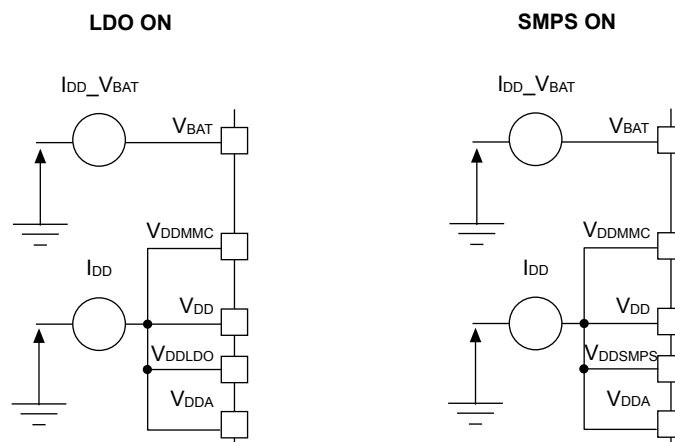 LDO ON
IDD_VBAT
VBAT
VDDMMC
IDD
VDD
VDDLDO
VDDA
SMPS ON
IDD_VBAT
VBAT
VDDMMC
IDD
VDD
VDDSMPS
VDDA